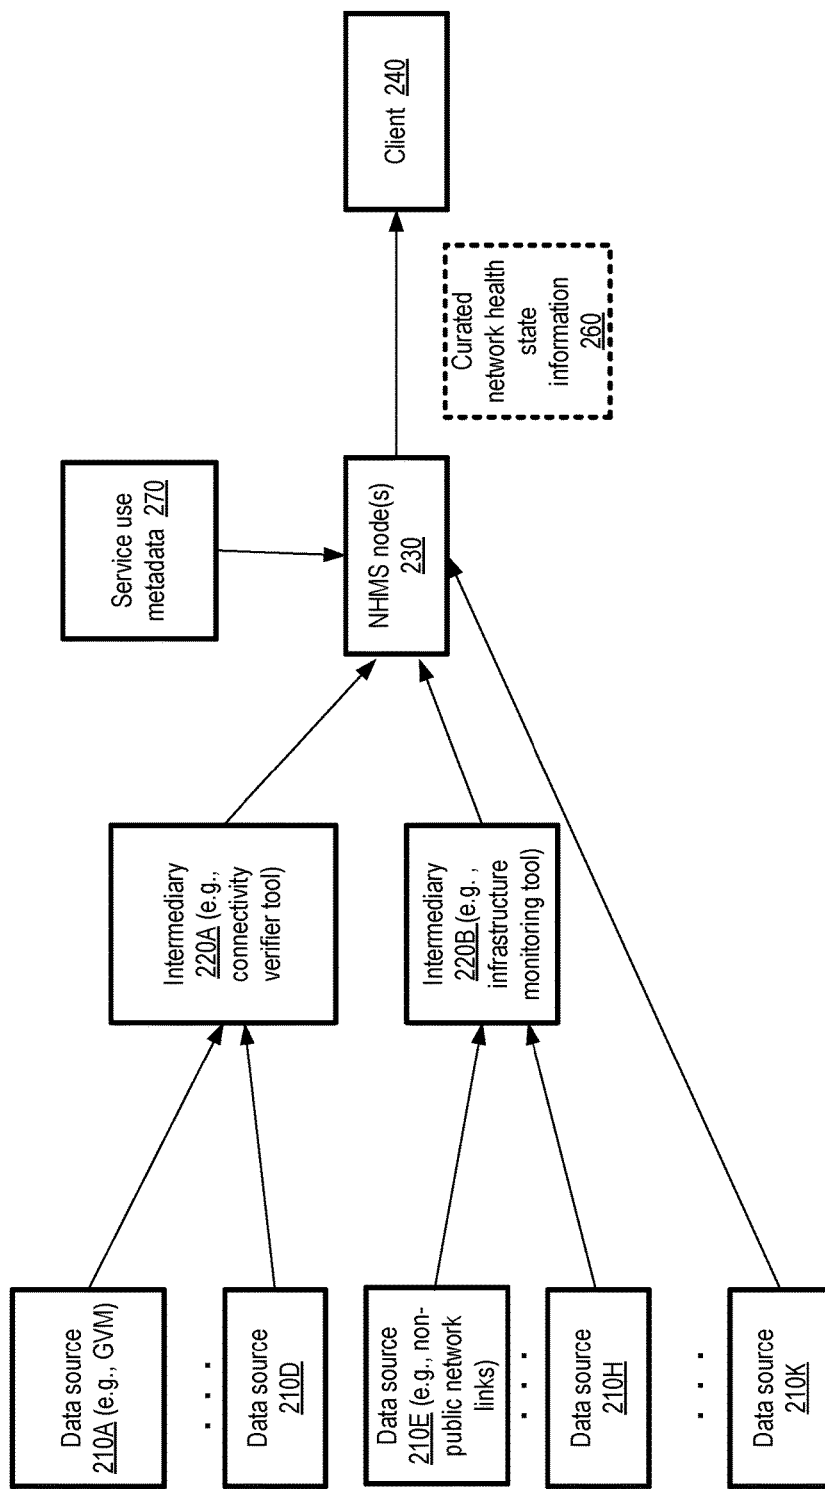 Data source
210A (e.g., GVM)
. . .
Data source
210D
Data source
210E (e.g., non-
public network
links)
. . .
Data source
210H
. . .
Data source
210K
Intermediary
220A (e.g.,
connectivity
verifier tool)
Intermediary
220B (e.g. ,
infrastructure
monitoring tool)
Service use
metadata 270
NHMS node(s)
230
Curated
network health
state
information
260
Client 240